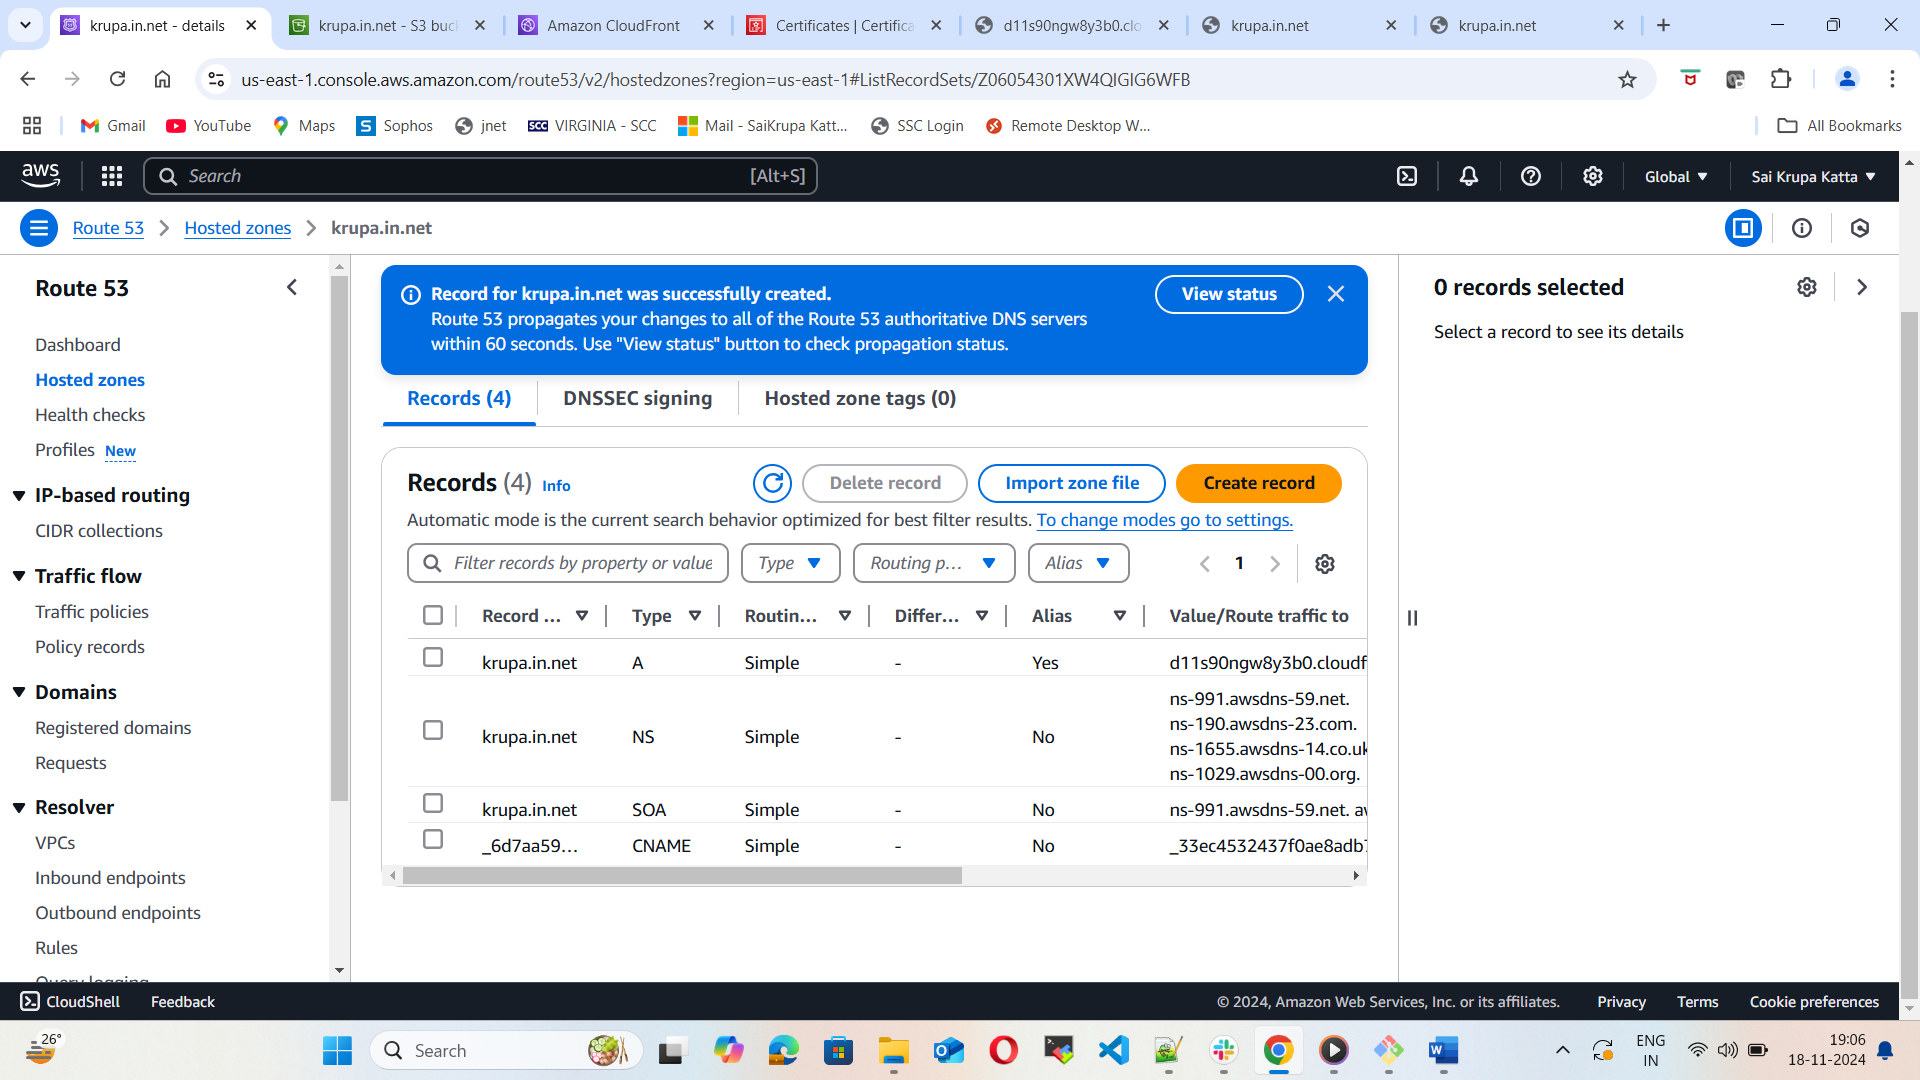 krupa.in.net - details
krupa.in.net - S3 buc
Amazon CloudFront
Certificates | Certifica
d11s90ngw8y3b0.clo
krupa.in.net
krupa.in.net
us-east-1.console.aws.amazon.com/route53/v2/hostedzones?region=us-east-1#ListRecordSets/Z06054301XW4QIGIG6WFB
Gmail
YouTube
Maps
Sophos
jnet
SCC VIRGINIA - SCC
Mail - SaiKrupa Katt...
SSC Login
Remote Desktop W...
All Bookmarks
aws
Search
[Alt+S]
Global
Sai Krupa Katta
Route 53
Hosted zones
krupa.in.net
Route 53
Dashboard
Hosted zones
Health checks
Profiles New
IP-based routing
CIDR collections
Traffic flow
Traffic policies
Policy records
Domains
Registered domains
Requests
Resolver
VPCs
Inbound endpoints
Outbound endpoints
Rules
Query logging
Record for krupa.in.net was successfully created.
Route 53 propagates your changes to all of the Route 53 authoritative DNS servers
within 60 seconds. Use "View status" button to check propagation status.
View status
Records (4)
DNSSEC signing
Hosted zone tags (0)
Records (4) Info
Delete record
Import zone file
Create record
Automatic mode is the current search behavior optimized for best filter results. To change modes go to settings.
Filter records by property or value
Type
Routing p...
Alias
1
Record ... Type Routin... Differ... Alias Value/Route traffic to
krupa.in.net A Simple - Yes d11s90ngw8y3b0.cloudf
krupa.in.net NS Simple - No
ns-991.awsdns-59.net.
ns-190.awsdns-23.com.
ns-1655.awsdns-14.co.uk
ns-1029.awsdns-00.org.
krupa.in.net SOA Simple - No ns-991.awsdns-59.net. aw
_6d7aa59... CNAME Simple - No _33ec4532437f0ae8adb7
0 records selected
Select a record to see its details
CloudShell
Feedback
© 2024, Amazon Web Services, Inc. or its affiliates.
Privacy
Terms
Cookie preferences
26°
Search
ENG
IN
19:06
18-11-2024